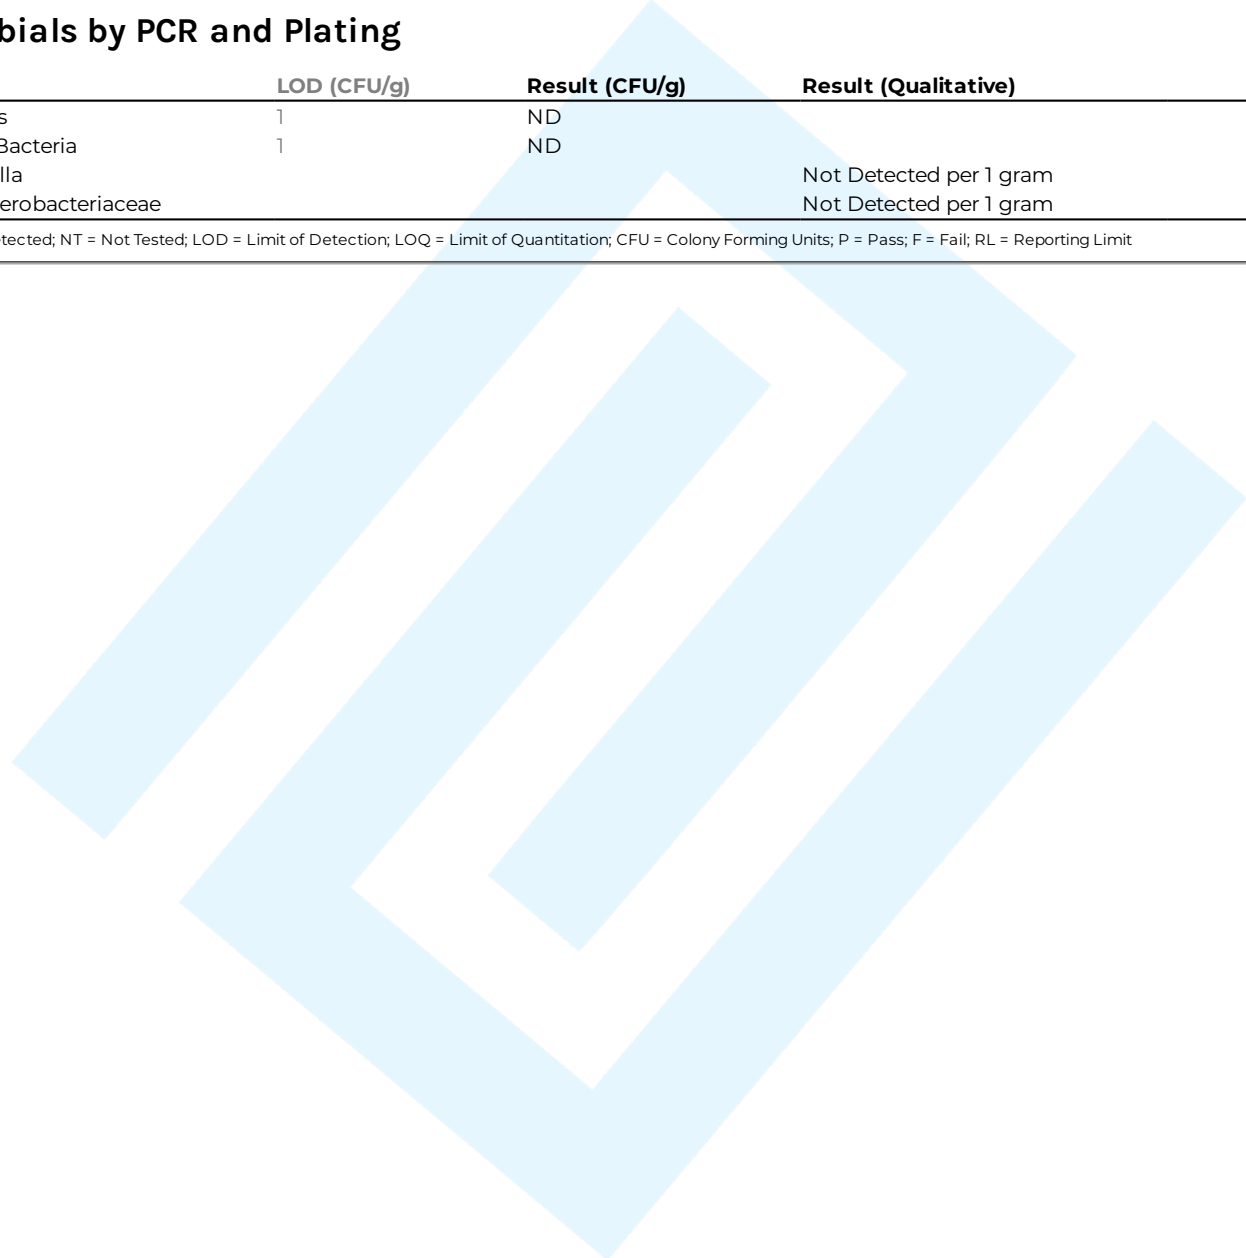 bials by PCR and Plating
LOD (CFU/g) Result (CFU/g) Result (Qualitative)
s 1 ND
Bacteria 1 ND
lla Not Detected per 1 gram
erobacteriaceae Not Detected per 1 gram
tected; NT = Not Tested; LOD = Limit of Detection; LOQ = Limit of Quantitation; CFU = Colony Forming Units; P = Pass; F = Fail; RL = Reporting Limit